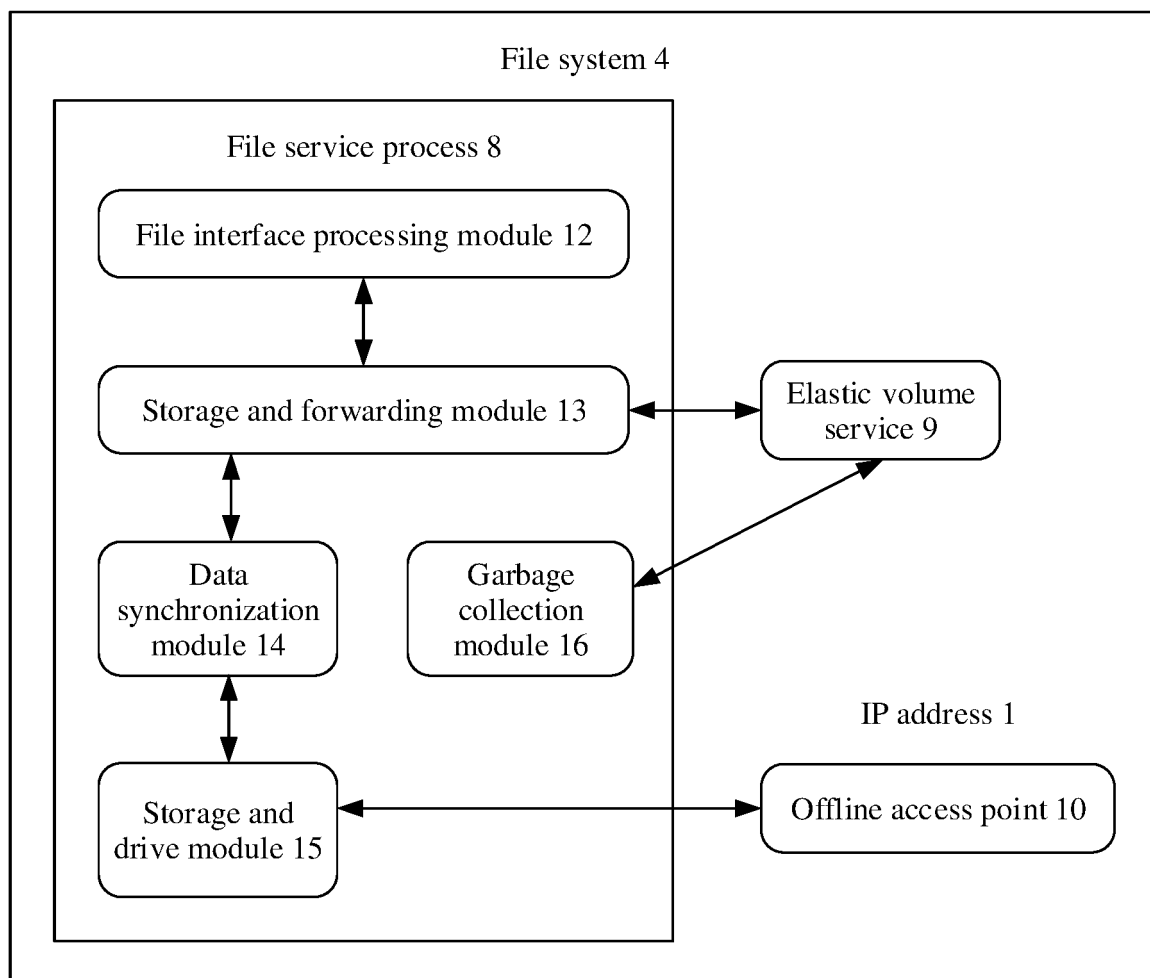 File system 4
File service process 8
File interface processing module 12
Storage and forwarding module 13
Elastic volume
service 9
Data
synchronization
module 14
Garbage
collection
module 16
IP address 1
Storage and
drive module 15
Offline access point 10